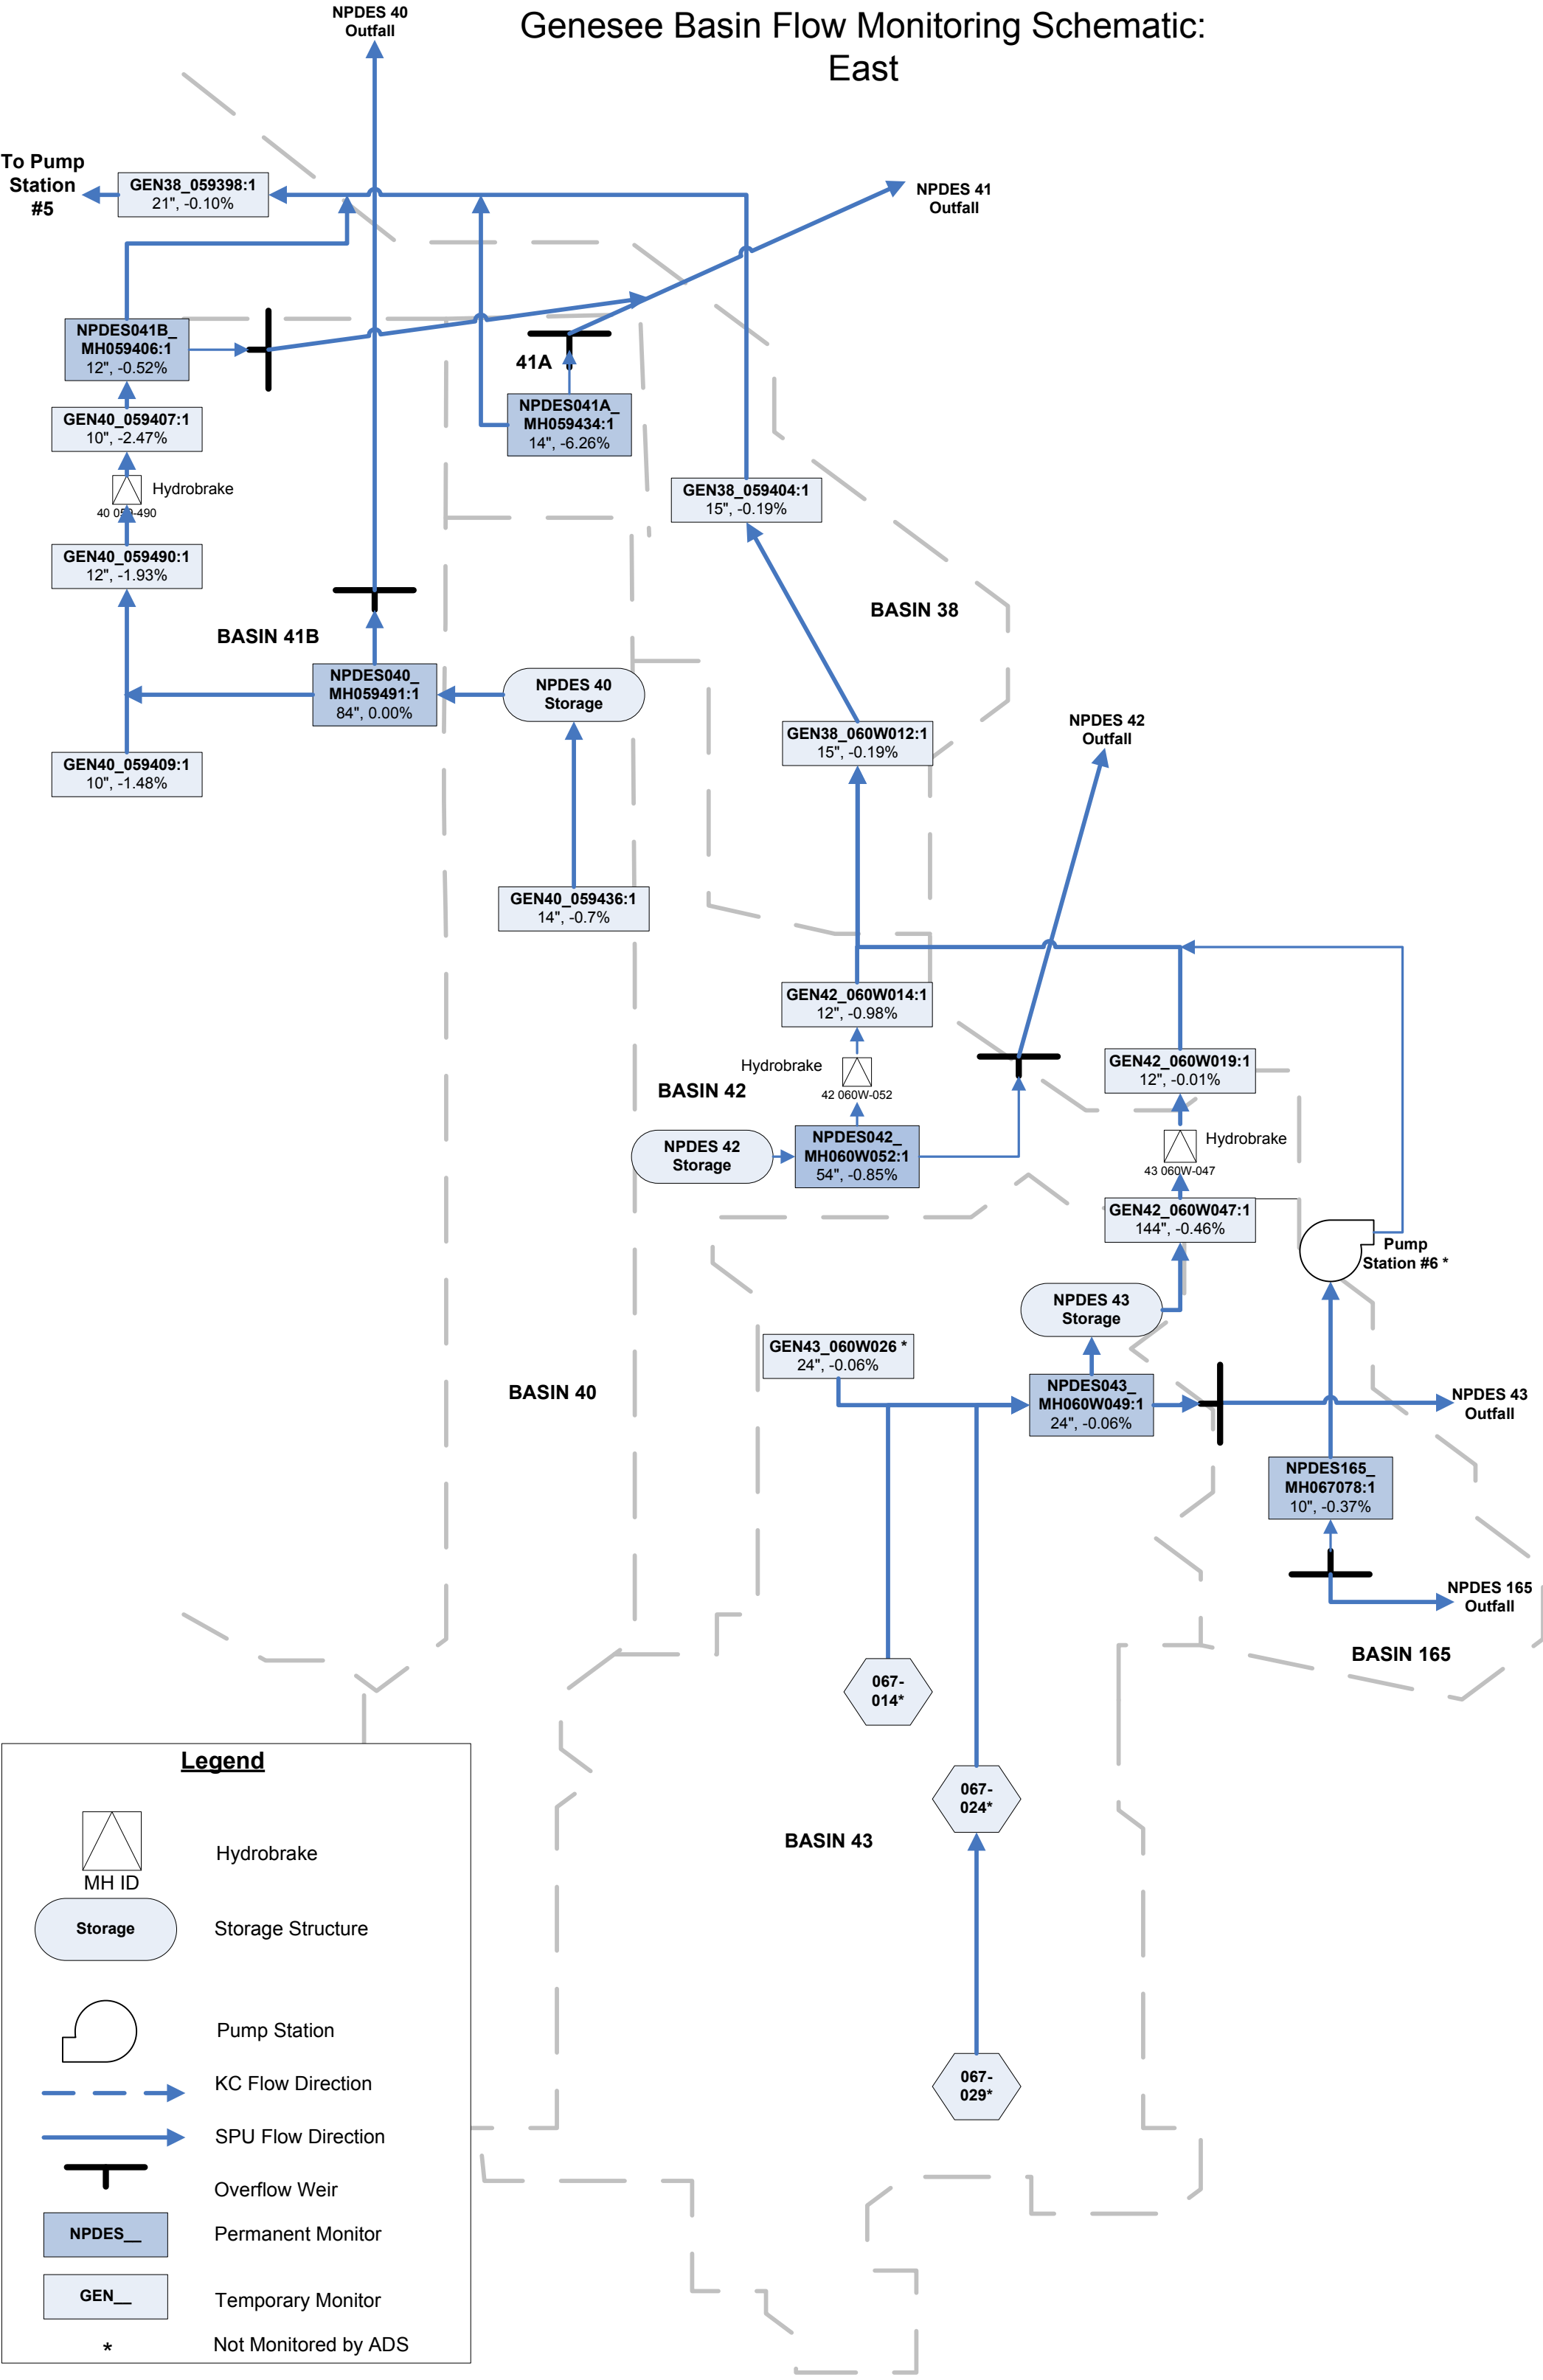 Genesee Basin Flow Monitoring Schematic:
East
NPDES 40
Outfall
To Pump
Station
#5
GEN38_059398:1
21", -0.10%
NPDES 41
Outfall
NPDES041B_
MH059406:1
12", -0.52%
41A
NPDES041A_
MH059434:1
14", -6.26%
GEN40_059407:1
10", -2.47%
Hydrobrake
40 059-490
GEN38_059404:1
15", -0.19%
GEN40_059490:1
12", -1.93%
BASIN 38
BASIN 41B
NPDES040_
MH059491:1
84", 0.00%
NPDES 40
Storage
GEN38_060W012:1
15", -0.19%
NPDES 42
Outfall
GEN40_059409:1
10", -1.48%
GEN40_059436:1
14", -0.7%
GEN42_060W014:1
12", -0.98%
Hydrobrake
42 060W-052
GEN42_060W019:1
12", -0.01%
BASIN 42
NPDES 42
Storage
NPDES042_
MH060W052:1
54", -0.85%
Hydrobrake
43 060W-047
GEN42_060W047:1
144", -0.46%
Pump
Station #6 *
NPDES 43
Storage
GEN43_060W026 *
24", -0.06%
BASIN 40
NPDES043_
MH060W049:1
24", -0.06%
NPDES 43
Outfall
NPDES165_
MH067078:1
10", -0.37%
NPDES 165
Outfall
BASIN 165
067-
014*
067-
024*
BASIN 43
067-
029*
Legend
MH ID
Hydrobrake
Storage
Storage Structure
Pump Station
KC Flow Direction
SPU Flow Direction
Overflow Weir
NPDES__
Permanent Monitor
GEN__
Temporary Monitor
*
Not Monitored by ADS